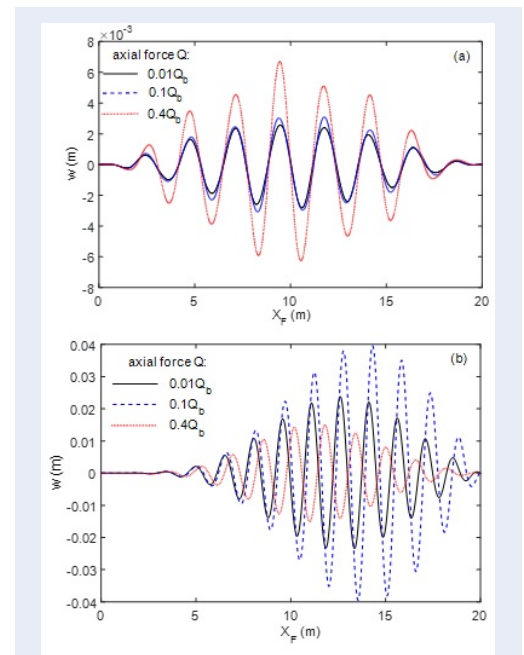 ×10⁻³
8
axial force Q:
(a)
6
0.01Q_b
4
0.1Q_b
0.4Q_b
2
w (m)
0
-2
-4
-6
-8
0 5 10 15 20
X_F (m)
0.04
axial force Q:
(b)
0.03
0.01Q_b
0.02
0.1Q_b
0.4Q_b
0.01
w (m)
0
-0.01
-0.02
-0.03
-0.04
0 5 10 15 20
X_F (m)